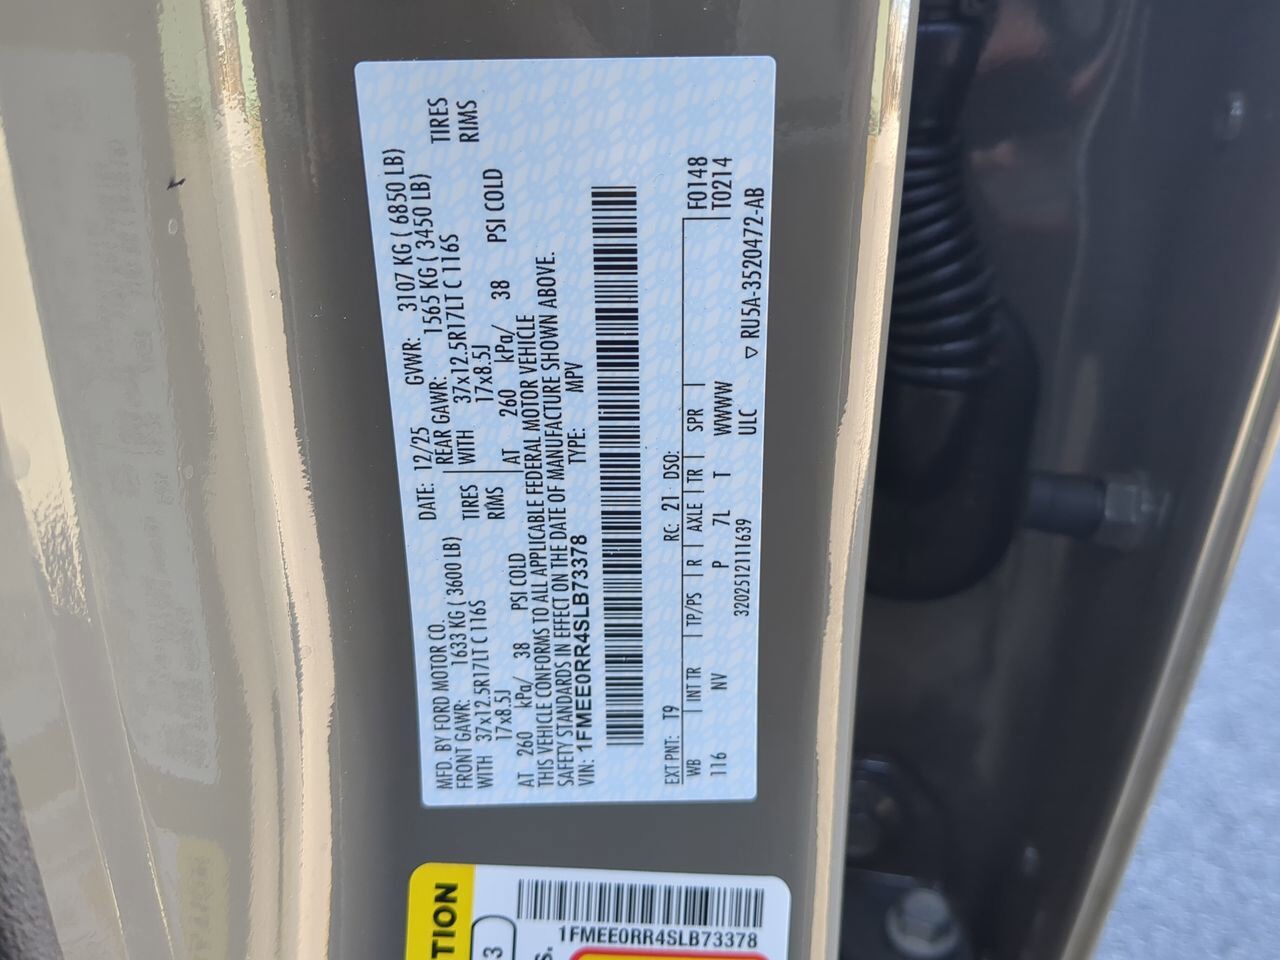 MFD. BY FORD MOTOR CO. DATE: 12/25 GVWR: 3107 KG ( 6850 LB)
FRONT GAWR: 1633 KG ( 3600 LB) REAR GAWR: 1565 KG ( 3450 LB)
WITH 37x12.5R17LT C 116S TIRES WITH 37x12.5R17LT C 116S TIRES
17x8.5J RIMS 17x8.5J RIMS
AT 260 kPa/ 38 PSI COLD AT 260 kPa/ 38 PSI COLD
THIS VEHICLE CONFORMS TO ALL APPLICABLE FEDERAL MOTOR VEHICLE
SAFETY STANDARDS IN EFFECT ON THE DATE OF MANUFACTURE SHOWN ABOVE.
VIN: 1FMEE0RR4SLB73378 TYPE: MPV
EXT PNT: T9 RC: 21 DSO: F0148
WB INT TR TP/PS R AXLE TR SPR T0214
116 NV P 7L T WWWW
3202512111639 ULC ▽ RU5A-3520472-AB
TION
3
S.
1FMEE0RR4SLB73378